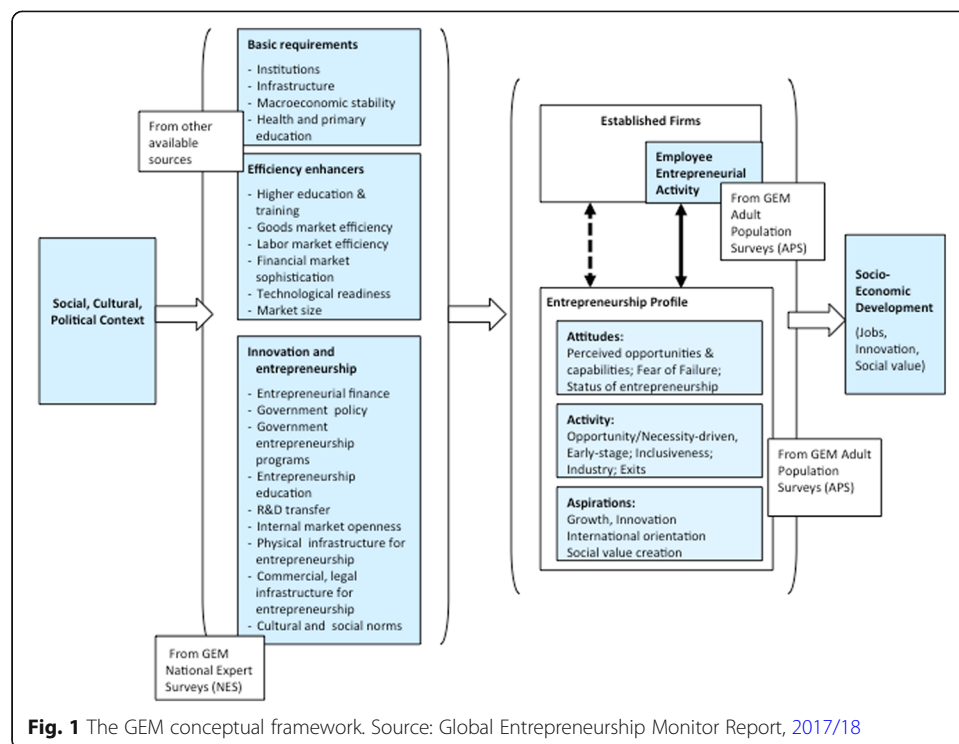 Social, Cultural,
Political Context
From other
available
sources
Basic requirements
- Institutions
- Infrastructure
- Macroeconomic stability
- Health and primary
education
Efficiency enhancers
- Higher education &
training
- Goods market efficiency
- Labor market efficiency
- Financial market
sophistication
- Technological readiness
- Market size
Innovation and
entrepreneurship
- Entrepreneurial finance
- Government policy
- Government
entrepreneurship
programs
- Entrepreneurship
education
- R&D transfer
- Internal market openness
- Physical infrastructure for
entrepreneurship
- Commercial, legal
infrastructure for
entrepreneurship
- Cultural and social norms
From GEM
National Expert
Surveys (NES)
Established Firms
Employee
Entrepreneurial
Activity
From GEM
Adult
Population
Surveys (APS)
Entrepreneurship Profile
Attitudes:
Perceived opportunities &
capabilities; Fear of Failure;
Status of entrepreneurship
Activity:
Opportunity/Necessity-driven,
Early-stage; Inclusiveness;
Industry; Exits
Aspirations:
Growth, Innovation
International orientation
Social value creation
From GEM Adult
Population
Surveys (APS)
Socio-
Economic
Development
(Jobs,
Innovation,
Social value)
Fig. 1 The GEM conceptual framework. Source: Global Entrepreneurship Monitor Report, 2017/18